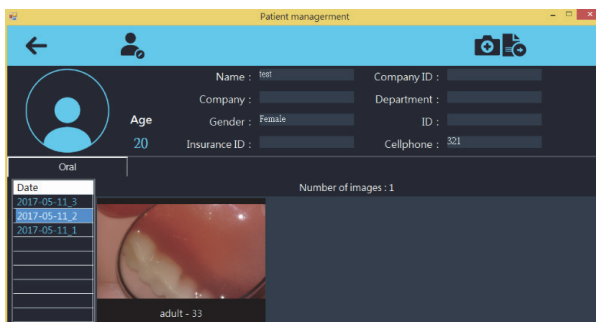 Patient managerment
Name : test Company ID :
Company : Department :
Age Gender : Female ID :
20 Insurance ID : Cellphone : 321
Oral
Date Number of images : 1
2017-05-11_3
2017-05-11_2
2017-05-11_1
adult - 33